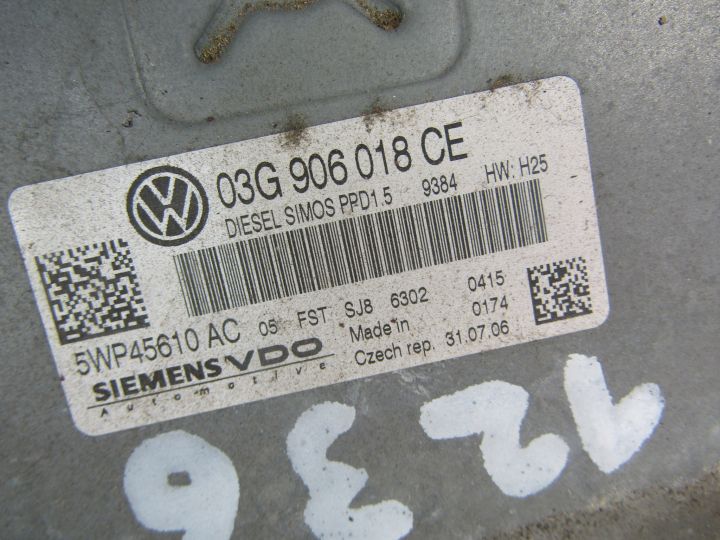 03G 906 018 CE
DIESEL SIMOS PPD1.5 9384 HW: H25
5WP45610 AC 05 FST SJ8 6302 0415
Made in 0174
SIEMENS VDO Czech rep. 31.07.06
Automotive
1236